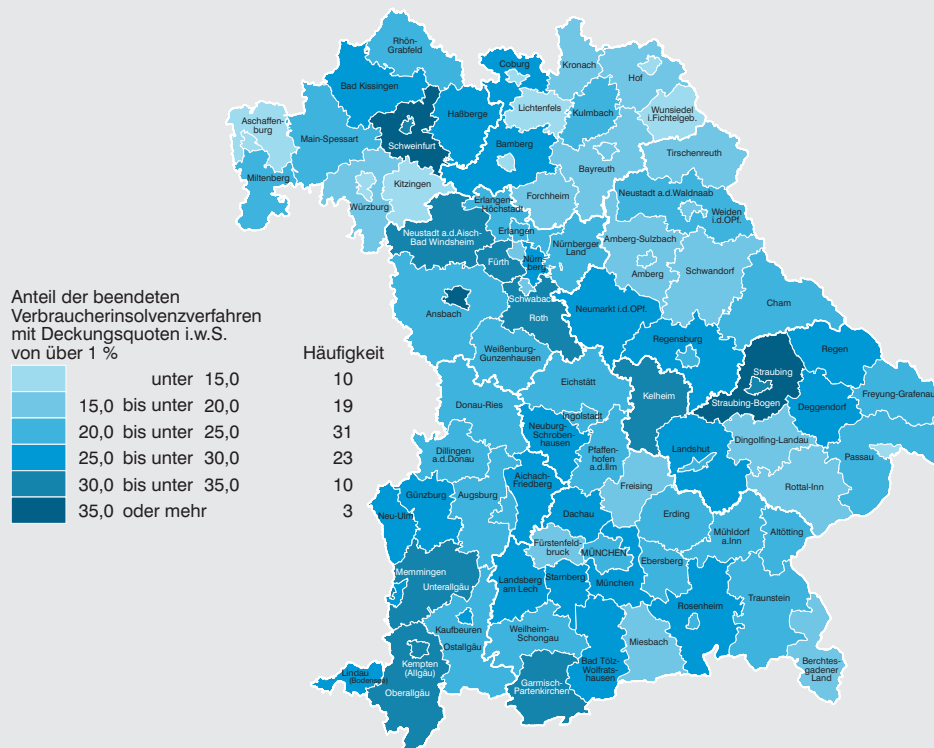 Anteil der beendeten
Verbraucherinsolvenzverfahren
mit Deckungsquoten i.w.S.
von über 1 %
Häufigkeit
unter 15,0 10
15,0 bis unter 20,0 19
20,0 bis unter 25,0 31
25,0 bis unter 30,0 23
30,0 bis unter 35,0 10
35,0 oder mehr 3
Rhön-
Grabfeld
Bad Kissingen
Coburg
Kronach
Hof
Lichtenfels
Kulmbach
Wunsiedel
i.Fichtelgeb.
Haßberge
Aschaffen-
burg
Main-Spessart
Schweinfurt
Bamberg
Bayreuth
Tirschenreuth
Miltenberg
Würzburg
Kitzingen
Erlangen-
Höchstadt
Forchheim
Neustadt a.d.Waldnaab
Weiden
i.d.OPf.
Neustadt a.d.Aisch-
Bad Windsheim
Erlangen
Fürth
Nürn-
berg
Nürnberger
Land
Amberg-Sulzbach
Amberg
Schwandorf
Ansbach
Schwabach
Roth
Neumarkt i.d.OPf.
Cham
Weißenburg-
Gunzenhausen
Regensburg
Straubing
Regen
Eichstätt
Kelheim
Straubing-Bogen
Deggendorf
Freyung-Grafenau
Donau-Ries
Ingolstadt
Neuburg-
Schroben-
hausen
Pfaffen-
hofen
a.d.Ilm
Landshut
Dingolfing-Landau
Passau
Dillingen
a.d.Donau
Aichach-
Friedberg
Freising
Rottal-Inn
Günzburg
Augsburg
Neu-Ulm
Dachau
Erding
Mühldorf
a.Inn
Altötting
Fürstenfeld-
bruck
MÜNCHEN
Ebersberg
Memmingen
Unterallgäu
Landsberg
am Lech
Starnberg
München
Rosenheim
Traunstein
Kaufbeuren
Ostallgäu
Weilheim-
Schongau
Miesbach
Bad Tölz-
Wolfrats-
hausen
Berchtes-
gadener
Land
Kempten
(Allgäu)
Lindau
(Bodensee)
Oberallgäu
Garmisch-
Partenkirchen